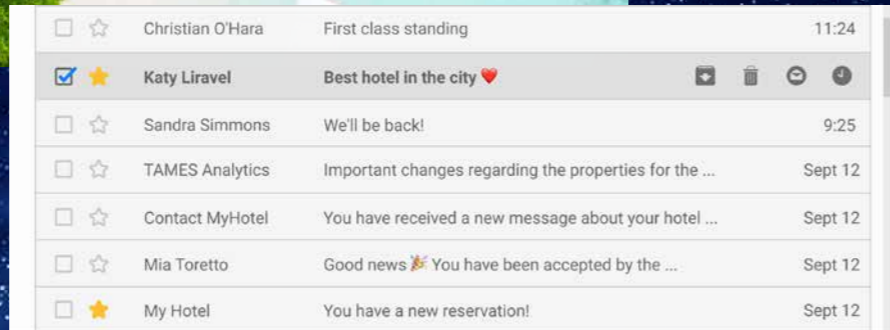 Christian O'Hara First class standing 11:24
Katy Liravel Best hotel in the city ❤️
Sandra Simmons We'll be back! 9:25
TAMES Analytics Important changes regarding the properties for the ... Sept 12
Contact MyHotel You have received a new message about your hotel ... Sept 12
Mia Toretto Good news 🎉 You have been accepted by the ... Sept 12
My Hotel You have a new reservation! Sept 12